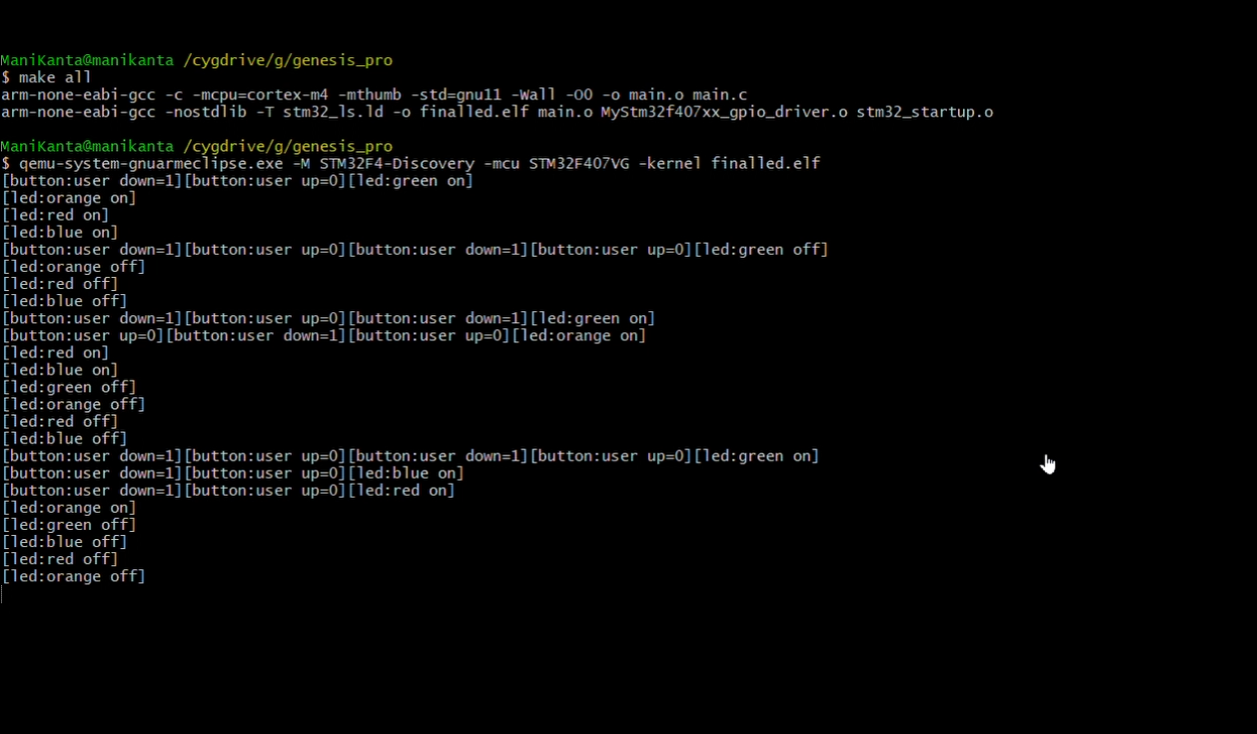 ManiKanta@manikanta /cygdrive/g/genesis_pro
$ make all
arm-none-eabi-gcc -c -mcpu=cortex-m4 -mthumb -std=gnu11 -Wall -O0 -o main.o main.c
arm-none-eabi-gcc -nostdlib -T stm32_ls.ld -o finalled.elf main.o MyStm32f407xx_gpio_driver.o stm32_startup.o
ManiKanta@manikanta /cygdrive/g/genesis_pro
$ qemu-system-gnuarmeclipse.exe -M STM32F4-Discovery -mcu STM32F407VG -kernel finalled.elf
[button:user down=1][button:user up=0][led:green on]
[led:orange on]
[led:red on]
[led:blue on]
[button:user down=1][button:user up=0][button:user down=1][button:user up=0][led:green off]
[led:orange off]
[led:red off]
[led:blue off]
[button:user down=1][button:user up=0][button:user down=1][led:green on]
[button:user up=0][button:user down=1][button:user up=0][led:orange on]
[led:red on]
[led:blue on]
[led:green off]
[led:orange off]
[led:red off]
[led:blue off]
[button:user down=1][button:user up=0][button:user down=1][button:user up=0][led:green on]
[button:user down=1][button:user up=0][led:blue on]
[button:user down=1][button:user up=0][led:red on]
[led:orange on]
[led:green off]
[led:blue off]
[led:red off]
[led:orange off]